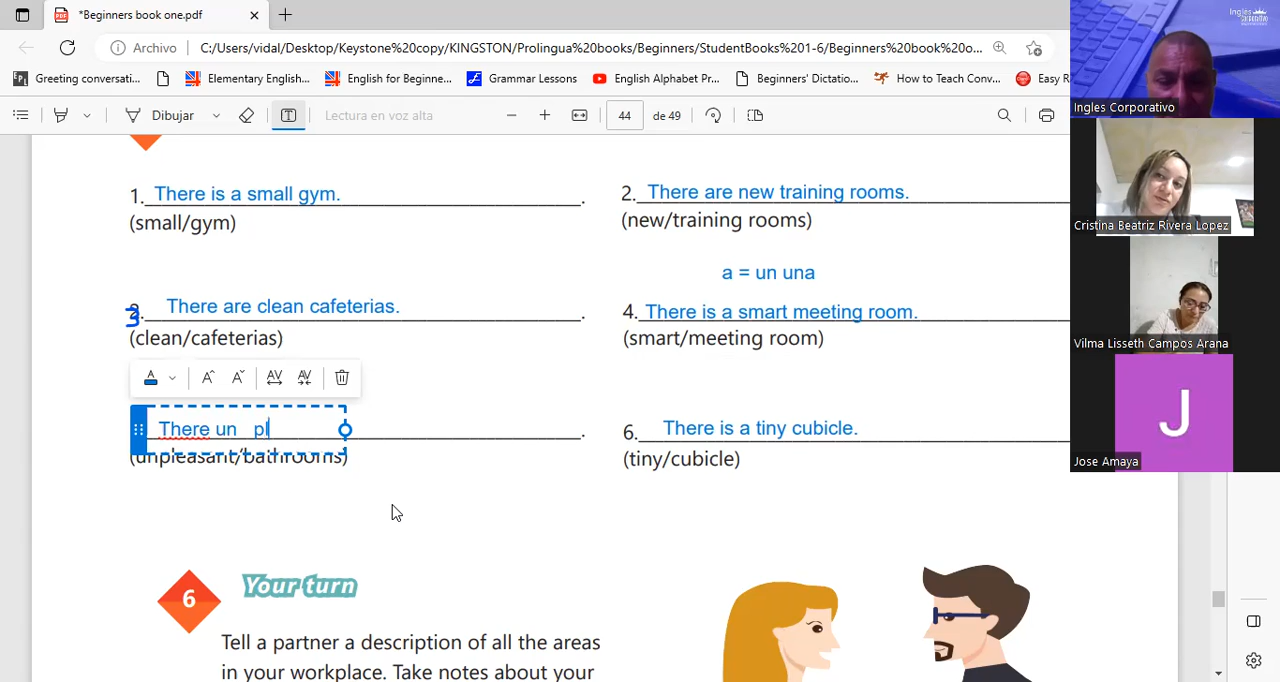 *Beginners book one.pdf
Archivo
C:/Users/vidal/Desktop/Keystone%20copy/KINGSTON/Prolingua%20books/Beginners/StudentBooks%201-6/Beginners%20book%20o...
Greeting conversati...
Elementary English...
English for Beginne...
Grammar Lessons
English Alphabet Pr...
Beginners' Dictatio...
How to Teach Conv...
Easy R
Dibujar
Lectura en voz alta
44
de 49
1. There is a small gym.
(small/gym)
2. There are new training rooms.
(new/training rooms)
a = un una
3. There are clean cafeterias.
(clean/cafeterias)
4. There is a smart meeting room.
(smart/meeting room)
There un pl
(unpleasant/bathrooms)
6. There is a tiny cubicle.
(tiny/cubicle)
6
Your turn
Tell a partner a description of all the areas
in your workplace. Take notes about your
Ingles
Corporativo
Ingles Corporativo
Cristina Beatriz Rivera Lopez
Vilma Lisseth Campos Arana
J
Jose Amaya